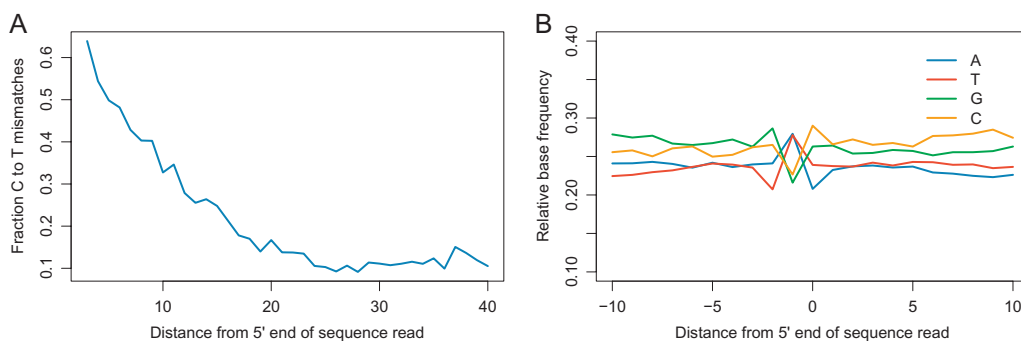 A
Fraction C to T mismatches
0.1
0.2
0.3
0.4
0.5
0.6
10
20
30
40
Distance from 5' end of sequence read
B
Relative base frequency
0.10
0.20
0.30
0.40
A
T
G
C
−10
−5
0
5
10
Distance from 5' end of sequence read